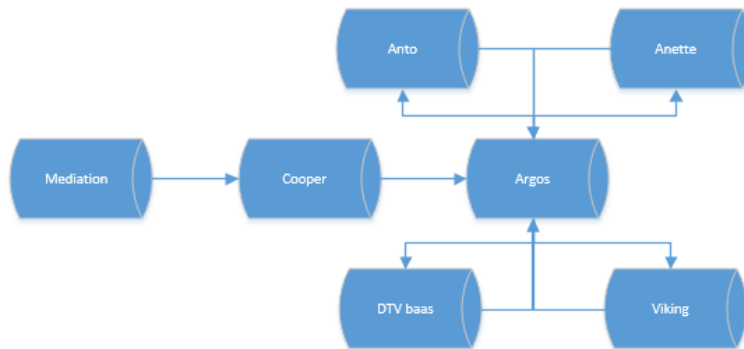 Anto
Anette
Mediation
Cooper
Argos
DTV baas
Viking